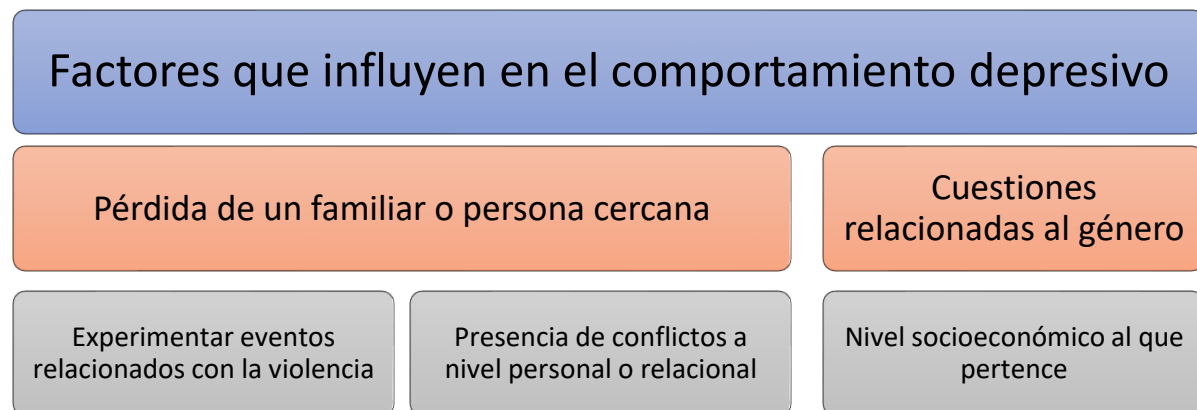 Factores que influyen en el comportamiento depresivo
Pérdida de un familiar o persona cercana
Cuestiones
relacionadas al género
Experimentar eventos
relacionados con la violencia
Presencia de conflictos a
nivel personal o relacional
Nivel socioeconómico al que
pertence